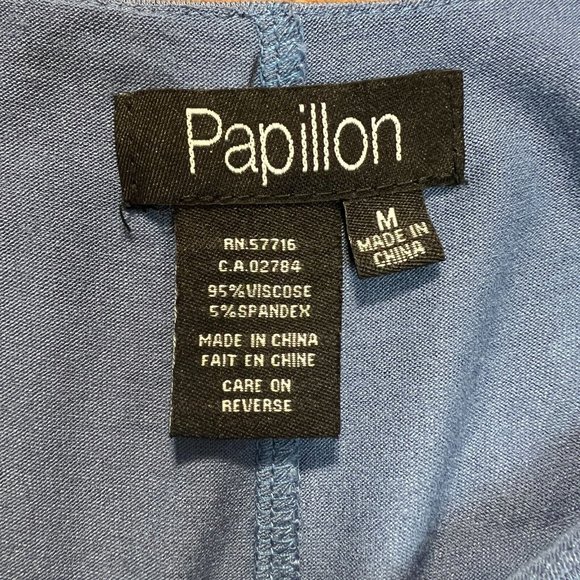 Papillon
M
MADE IN
CHINA
RN.57716
C.A.02784
95%VISCOSE
5%SPANDEX
MADE IN CHINA
FAIT EN CHINE
CARE ON
REVERSE